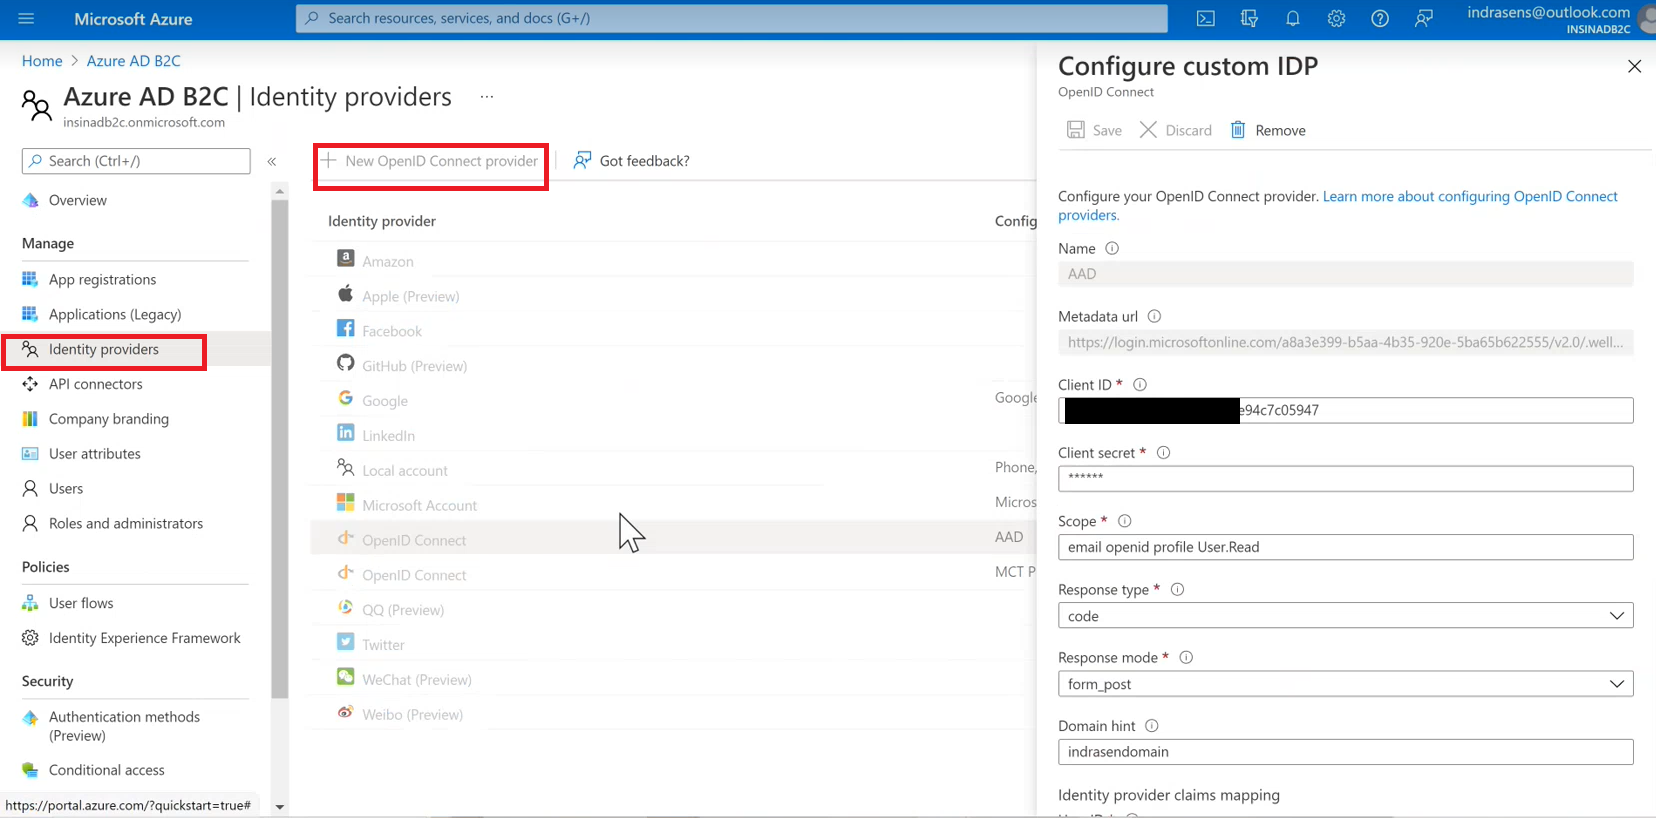 Microsoft Azure
Search resources, services, and docs (G+/)
indrasens@outlook.com
INSINADB2C
Home > Azure AD B2C
Azure AD B2C | Identity providers ...
insinadb2c.onmicrosoft.com
Search (Ctrl+/)
«
Overview
Manage
App registrations
Applications (Legacy)
Identity providers
API connectors
Company branding
User attributes
Users
Roles and administrators
Policies
User flows
Identity Experience Framework
Security
Authentication methods
(Preview)
Conditional access
https://portal.azure.com/?quickstart=true#
New OpenID Connect provider
Got feedback?
Identity provider Config
Amazon
Apple (Preview)
Facebook
GitHub (Preview)
Google Google
LinkedIn
Local account Phone,
Microsoft Account Micros
OpenID Connect AAD
OpenID Connect MCT P
QQ (Preview)
Twitter
WeChat (Preview)
Weibo (Preview)
Configure custom IDP
OpenID Connect
Save Discard Remove
Configure your OpenID Connect provider. Learn more about configuring OpenID Connect
providers.
Name
AAD
Metadata url
https://login.microsoftonline.com/a8a3e399-b5aa-4b35-920e-5ba65b622555/v2.0/.well...
Client ID *
e94c7c05947
Client secret *
******
Scope *
email openid profile User.Read
Response type *
code
Response mode *
form_post
Domain hint
indrasendomain
Identity provider claims mapping